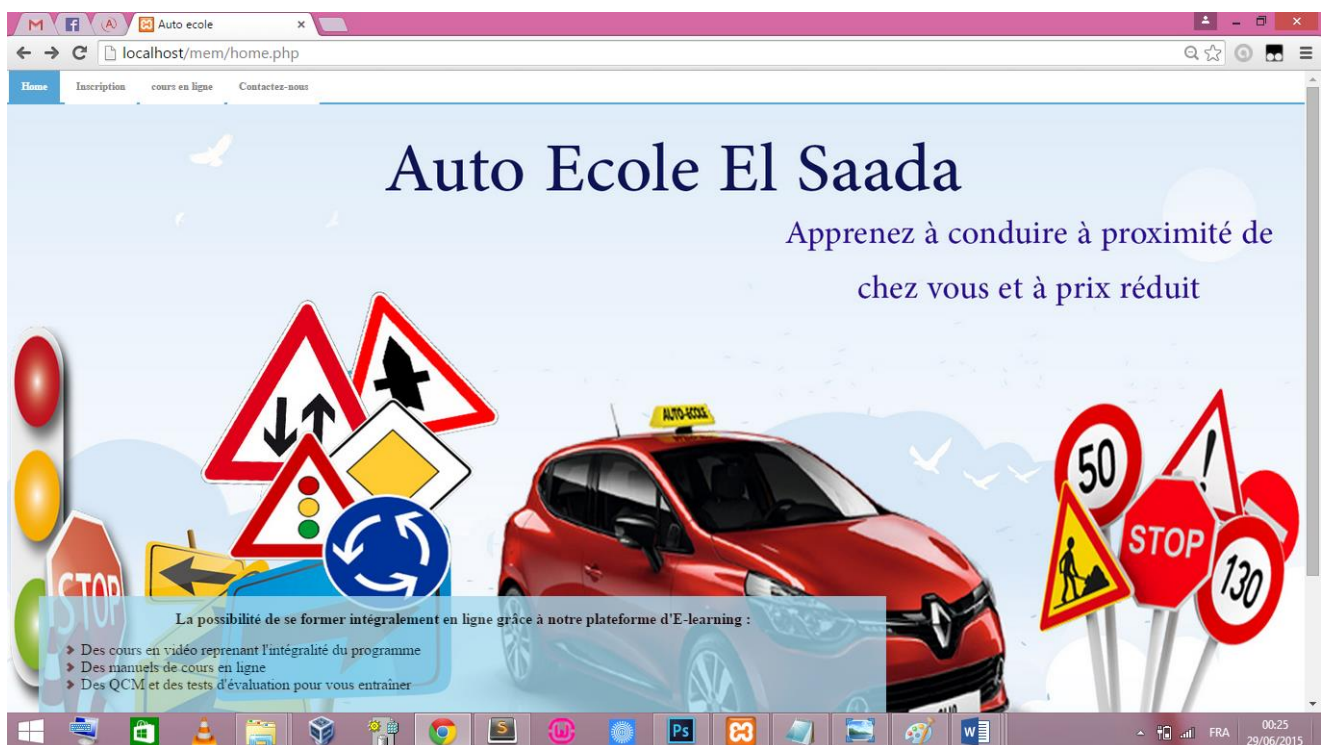 Auto ecole
localhost/mem/home.php
Home Inscription cours en ligne Contactez-nous
Auto Ecole El Saada
Apprenez à conduire à proximité de
chez vous et à prix réduit
AUTO-ECOLE
50
STOP
130
STOP
La possibilité de se former intégralement en ligne grâce à notre plateforme d'E-learning :
Des cours en vidéo reprenant l'intégralité du programme
Des manuels de cours en ligne
Des QCM et des tests d'évaluation pour vous entraîner
FRA
00:25
29/06/2015